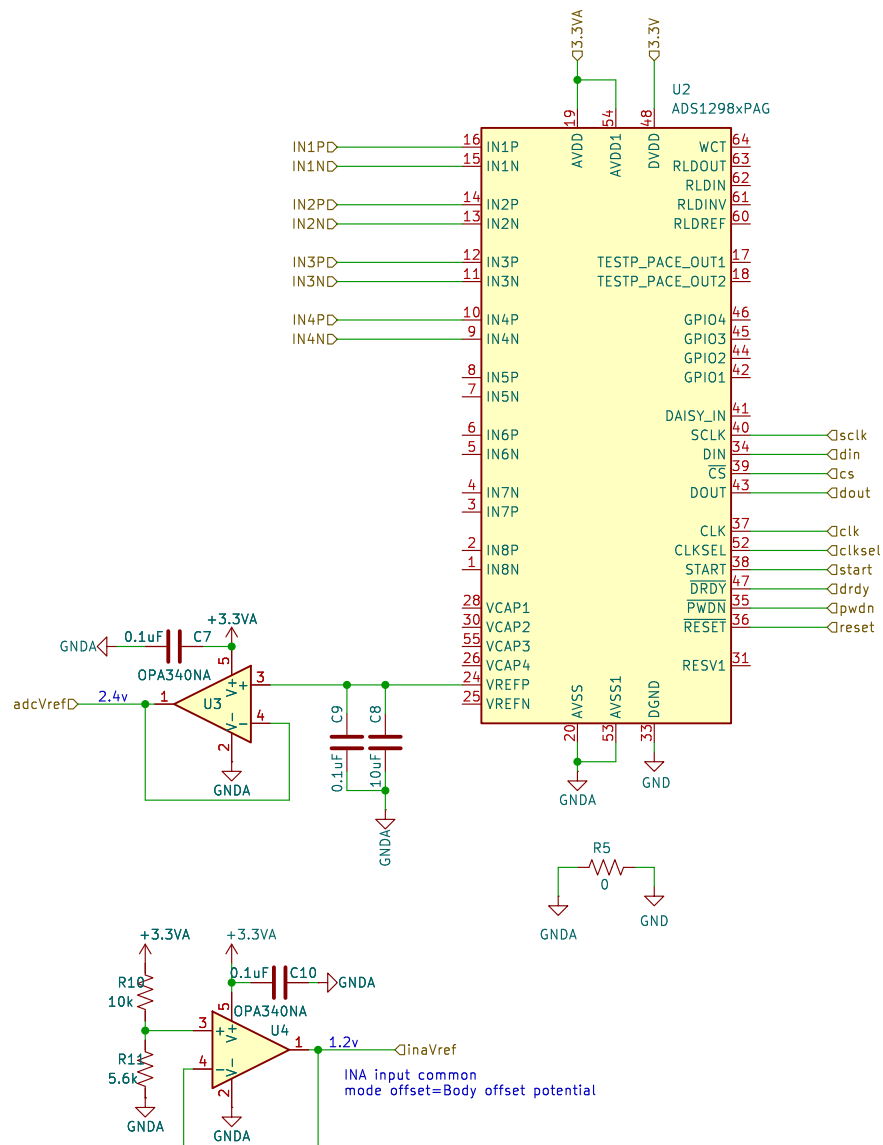 3.3VA
3.3V
U2
ADS1298xPAG
19
54
48
AVDD
AVDD1
DVDD
IN1P
16
IN1P
WCT
64
IN1N
15
IN1N
RLDOUT
63
RLDIN
62
IN2P
14
IN2P
RLDINV
61
IN2N
13
IN2N
RLDREF
60
IN3P
12
IN3P
TESTP_PACE_OUT1
17
IN3N
11
IN3N
TESTP_PACE_OUT2
18
IN4P
10
IN4P
GPIO4
46
IN4N
9
IN4N
GPIO3
45
GPIO2
44
8
IN5P
GPIO1
42
7
IN5N
DAISY_IN
41
6
IN6P
SCLK
40
sclk
5
IN6N
DIN
34
din
CS
39
cs
4
IN7N
DOUT
43
dout
3
IN7P
CLK
37
clk
2
IN8P
CLKSEL
52
clksel
1
IN8N
START
38
start
DRDY
47
drdy
28
VCAP1
PWDN
35
pwdn
30
VCAP2
RESET
36
reset
55
VCAP3
26
VCAP4
RESV1
31
24
VREFP
25
VREFN
AVSS
AVSS1
DGND
20
53
33
GNDA
GND
+3.3VA
0.1uF
C7
GNDA
OPA340NA
5
V+
+
3
adcVref
2.4v
1
U3
V-
-
4
2
GNDA
C9
C8
0.1uF
10uF
GNDA
R5
0
GNDA
GND
+3.3VA
+3.3VA
0.1uF
C10
GNDA
R10
10k
OPA340NA
5
U4
3
+
V+
1
1.2v
inaVref
R11
5.6k
4
-
V-
2
GNDA
GNDA
INA input common
mode offset=Body offset potential